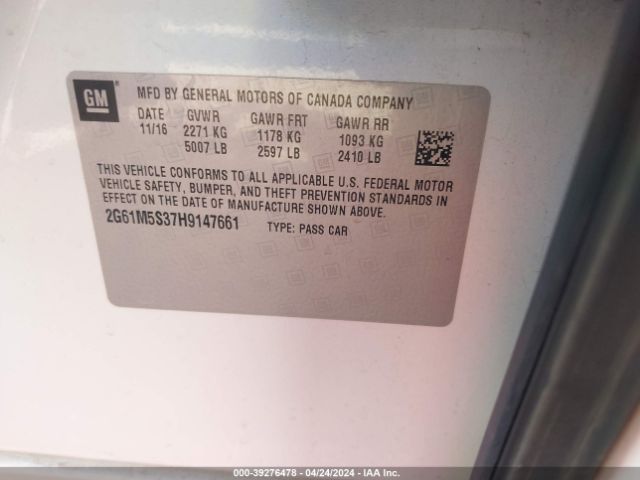 GM
MFD BY GENERAL MOTORS OF CANADA COMPANY
DATE GVWR GAWR FRT GAWR RR
11/16 2271 KG 1178 KG 1093 KG
5007 LB 2597 LB 2410 LB
THIS VEHICLE CONFORMS TO ALL APPLICABLE U.S. FEDERAL MOTOR
VEHICLE SAFETY, BUMPER, AND THEFT PREVENTION STANDARDS IN
EFFECT ON THE DATE OF MANUFACTURE SHOWN ABOVE.
2G61M5S37H9147661 TYPE: PASS CAR
000-39276478 - 04/24/2024 - IAA Inc.